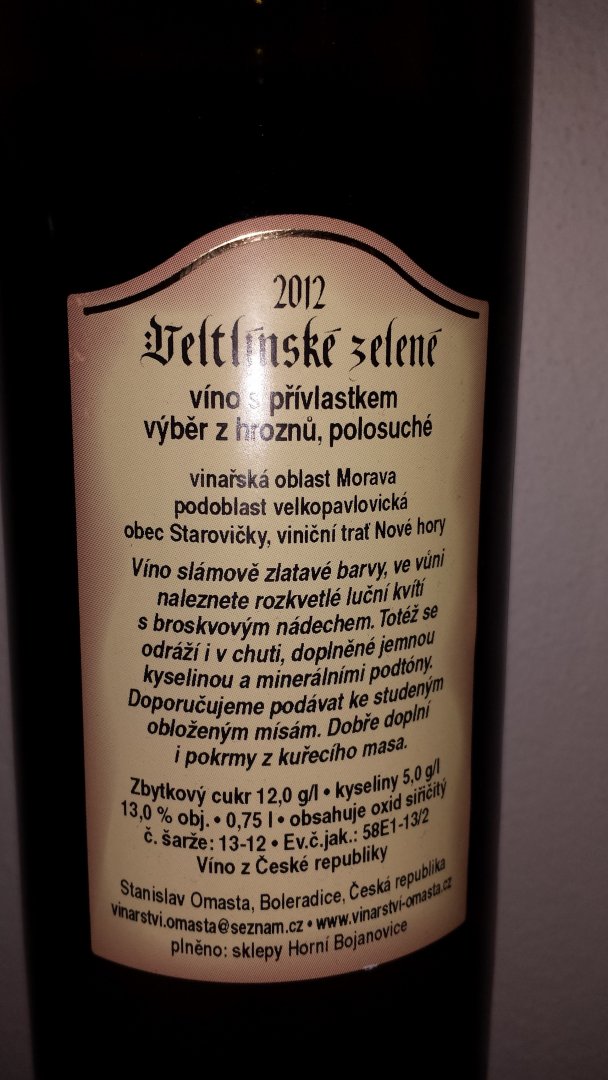 2012
Veltlínské zelené
víno s přívlastkem
výběr z hroznů, polosuché
vinařská oblast Morava
podoblast velkopavlovická
obec Starovičky, viniční trať Nové hory
Víno slámově zlatavé barvy, ve vůni
naleznete rozkvetlé luční kvítí
s broskvovým nádechem. Totéž se
odráží i v chuti, doplněné jemnou
kyselinou a minerálními podtóny.
Doporučujeme podávat ke studeným
obloženým mísám. Dobře doplní
i pokrmy z kuřecího masa.
Zbytkový cukr 12,0 g/l • kyseliny 5,0 g/l
13,0 % obj. • 0,75 l • obsahuje oxid siřičitý
č. šarže: 13-12 • Ev.č.jak.: 58E1-13/2
Víno z České republiky
Stanislav Omasta, Boleradice, Česká republika
vinarstvi.omasta@seznam.cz • www.vinarstvi-omasta.cz
plněno: sklepy Horní Bojanovice